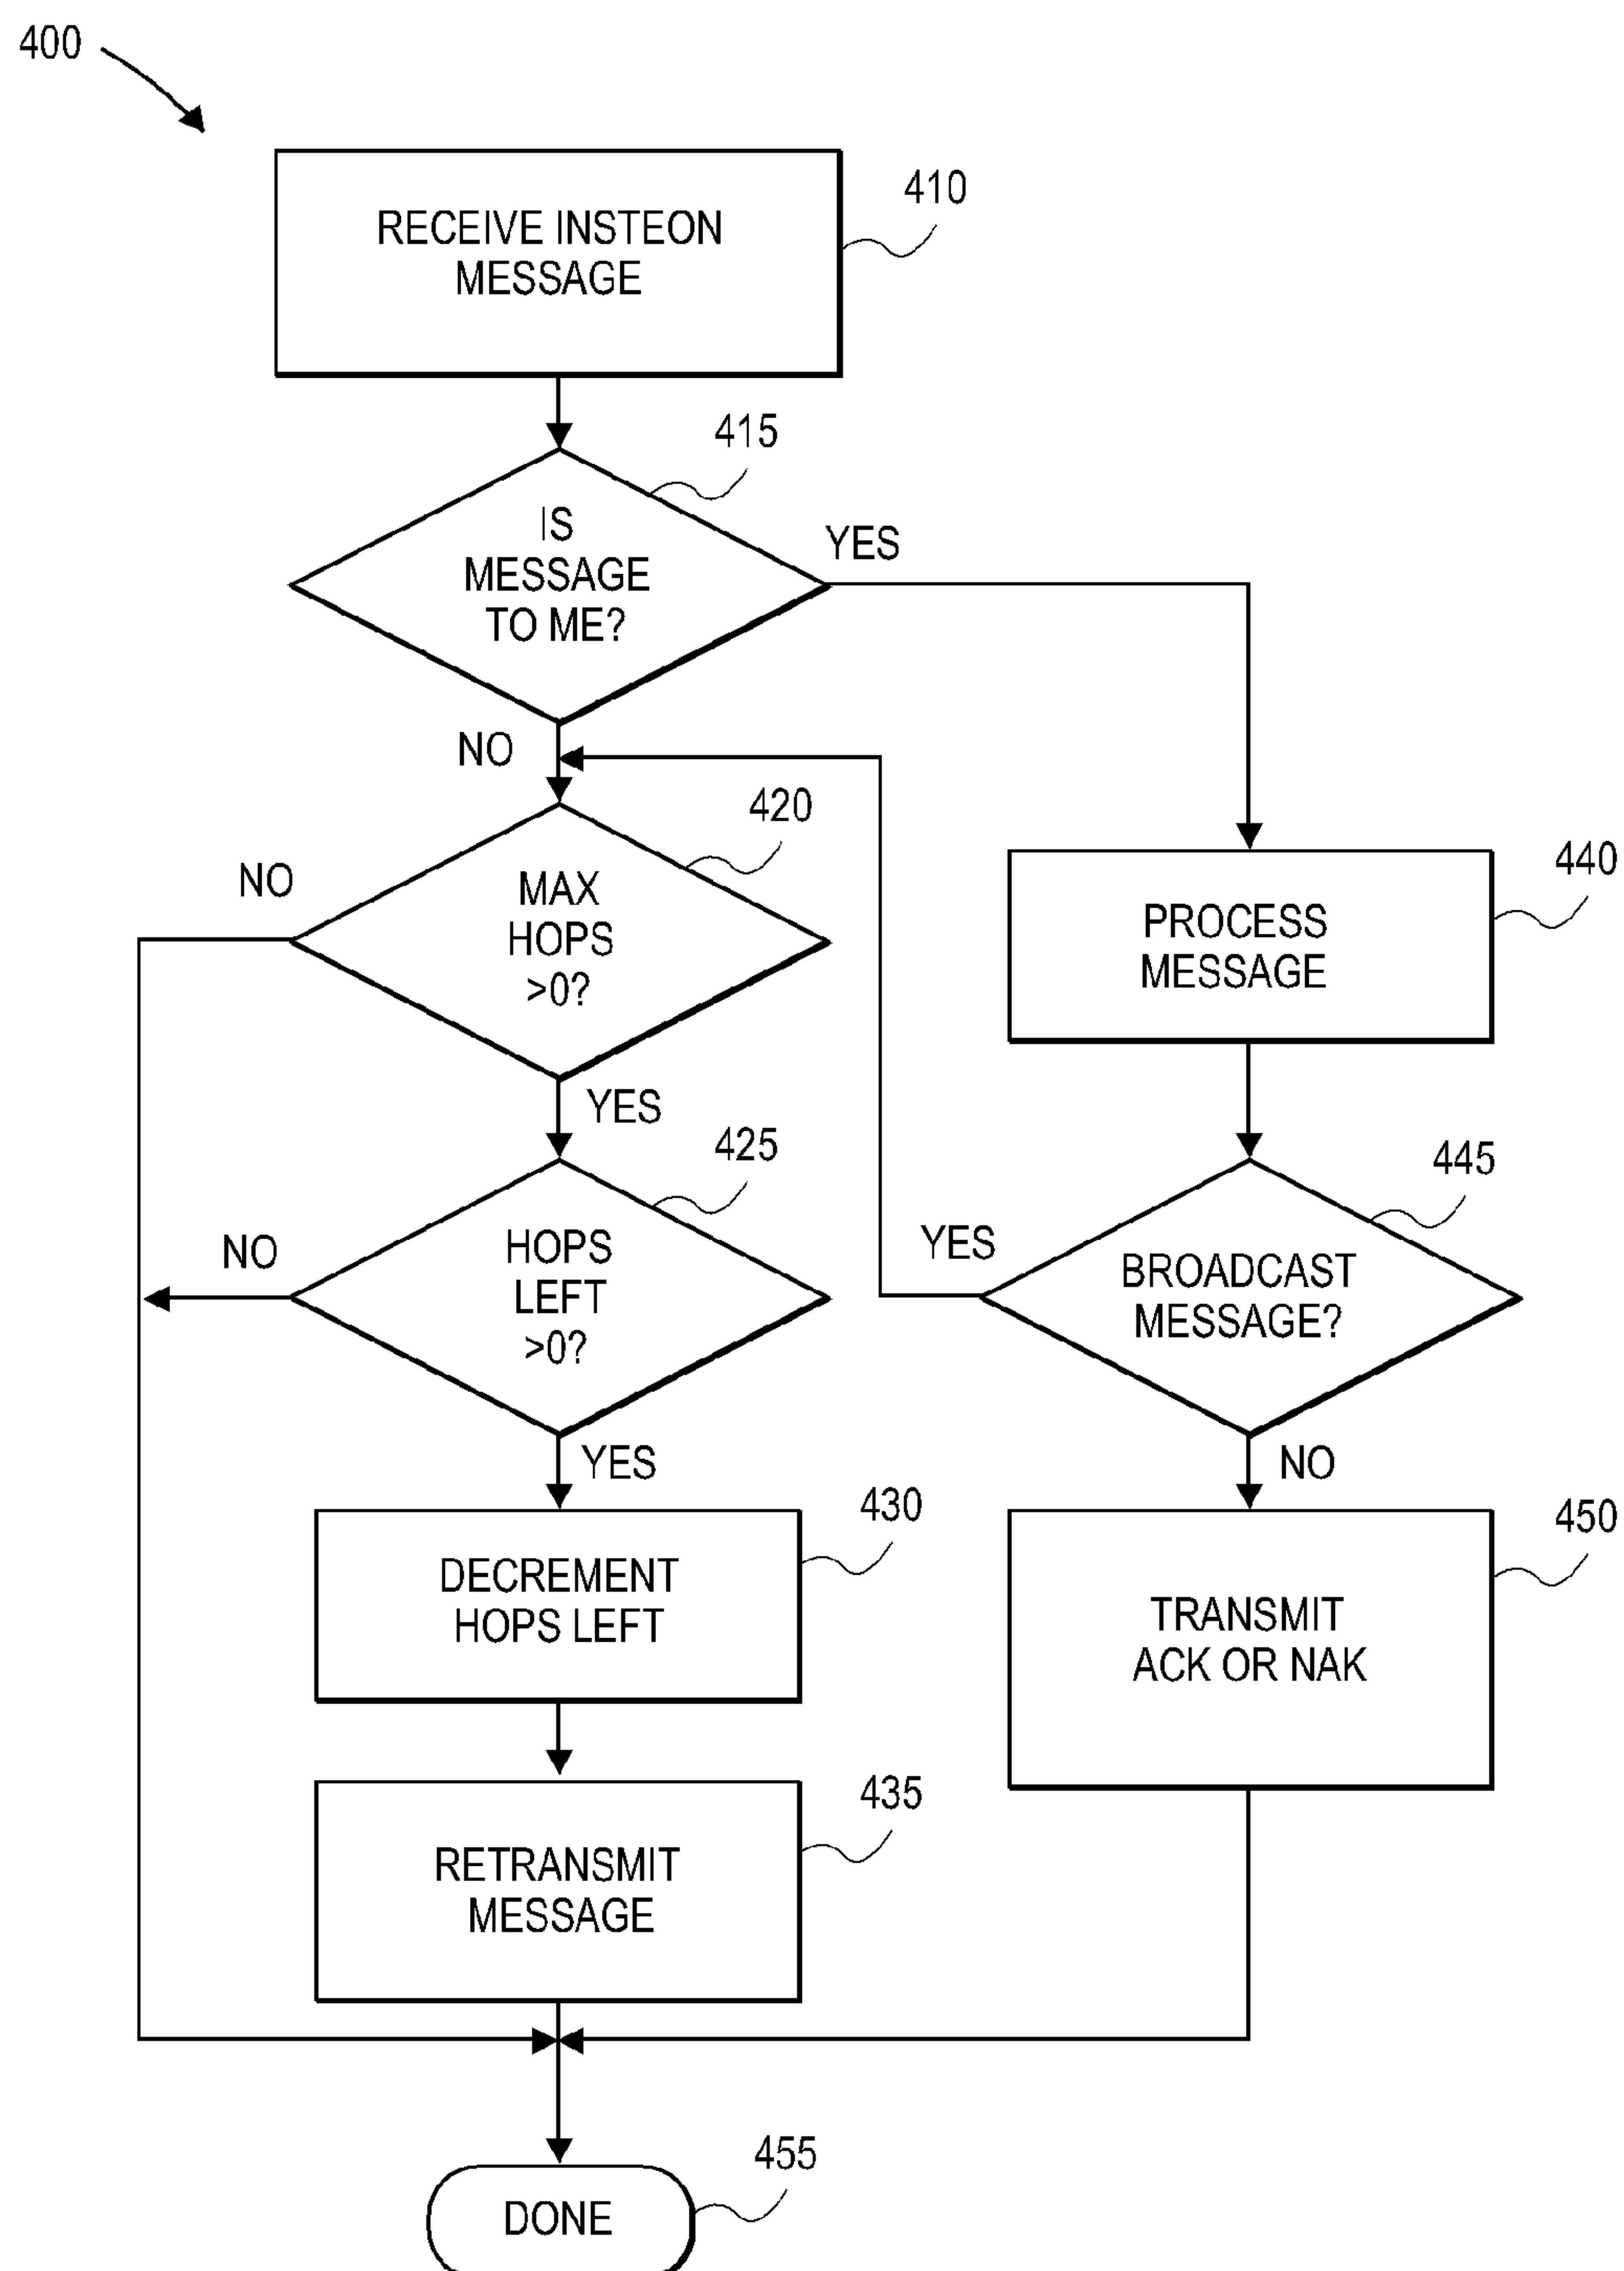 400
RECEIVE INSTEON
MESSAGE
410
IS
MESSAGE
TO ME?
415
YES
NO
MAX
HOPS
>0?
420
NO
YES
HOPS
LEFT
>0?
425
NO
YES
DECREMENT
HOPS LEFT
430
RETRANSMIT
MESSAGE
435
PROCESS
MESSAGE
440
BROADCAST
MESSAGE?
445
YES
NO
TRANSMIT
ACK OR NAK
450
DONE
455